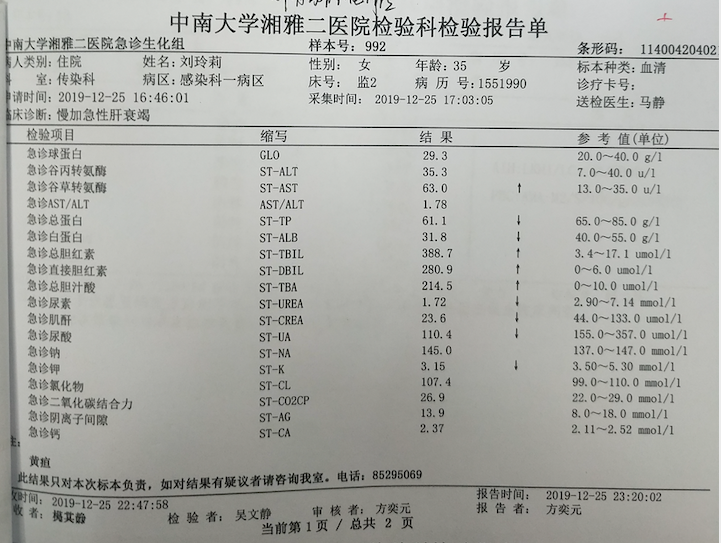 中南大学湘雅二医院检验科检验报告单
中南大学湘雅二医院急诊生化组 样本号: 992 条形码: 11400420402
病人类别: 住院 姓名: 刘玲莉 性别: 女 年龄: 35 岁 标本种类: 血清
科 室: 传染科 病区: 感染科一病区 床号: 监2 病 历 号: 1551990 诊疗卡号:
申请时间: 2019-12-25 16:46:01 采集时间: 2019-12-25 17:03:05 送检医生: 马静
临床诊断: 慢加急性肝衰竭
检验项目 缩写 结 果 参 考 值(单位)
急诊球蛋白 GLO 29.3 20.0~40.0 g/l
急诊谷丙转氨酶 ST-ALT 35.3 7.0~40.0 u/l
急诊谷草转氨酶 ST-AST 63.0 ↑ 13.0~35.0 u/l
急诊AST/ALT AST/ALT 1.78
急诊总蛋白 ST-TP 61.1 ↓ 65.0~85.0 g/l
急诊白蛋白 ST-ALB 31.8 ↓ 40.0~55.0 g/l
急诊总胆红素 ST-TBIL 388.7 ↑ 3.4~17.1 umol/l
急诊直接胆红素 ST-DBIL 280.9 ↑ 0~6.0 umol/l
急诊总胆汁酸 ST-TBA 214.5 ↑ 0~10.0 umol/l
急诊尿素 ST-UREA 1.72 ↓ 2.90~7.14 mmol/l
急诊肌酐 ST-CREA 23.6 ↓ 44.0~133.0 umol/l
急诊尿酸 ST-UA 110.4 ↓ 155.0~357.0 umol/l
急诊钠 ST-NA 145.0 137.0~147.0 mmol/l
急诊钾 ST-K 3.15 ↓ 3.50~5.30 mmol/l
急诊氯化物 ST-CL 107.4 99.0~110.0 mmol/l
急诊二氧化碳结合力 ST-CO2CP 26.9 22.0~29.0 mmol/l
急诊阴离子间隙 ST-AG 13.9 8.0~18.0 mmol/l
急诊钙 ST-CA 2.37 2.11~2.52 mmol/l
注:
黄疸
此结果只对本次标本负责，如对结果有疑议者请咨询我室。电话: 85295069
收时间: 2019-12-25 22:47:58 报告时间: 2019-12-25 23:20:02
收者: 检 验 者: 吴文静 审 核 者: 方奕元 报 告 者: 方奕元
当前第 1 页 / 总共 2 页